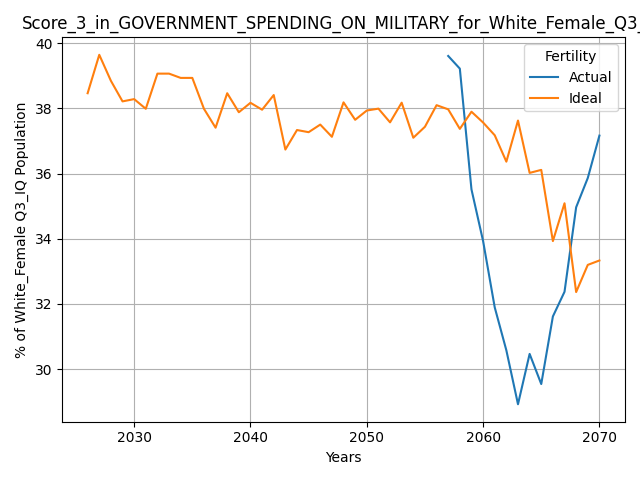 Score_3_in_GOVERNMENT_SPENDING_ON_MILITARY_for_White_Female_Q3_
40
38
36
34
32
30
% of White_Female Q3_IQ Population
Fertility
Actual
Ideal
2030 2040 2050 2060 2070
Years